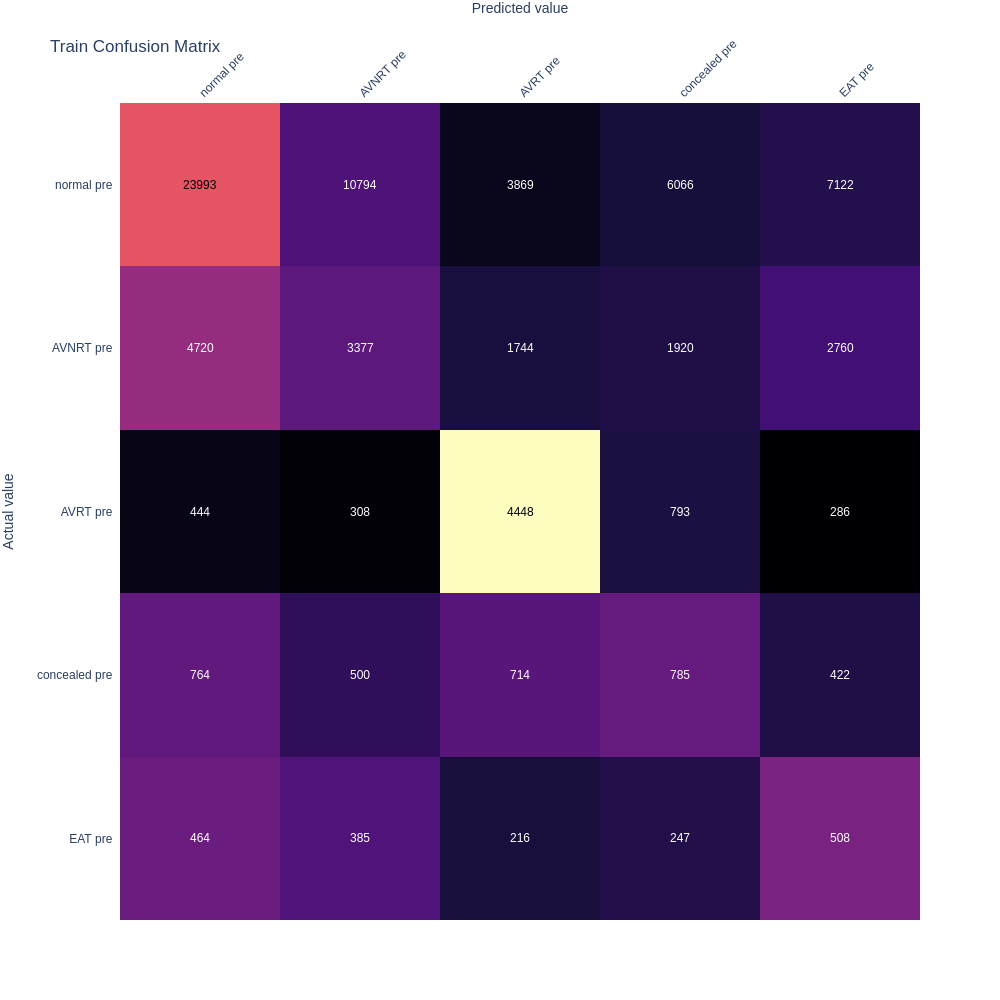 Predicted value
Train Confusion Matrix
normal pre
AVNRT pre
AVRT pre
concealed pre
EAT pre
Actual value
normal pre
23993
10794
3869
6066
7122
AVNRT pre
4720
3377
1744
1920
2760
AVRT pre
444
308
4448
793
286
concealed pre
764
500
714
785
422
EAT pre
464
385
216
247
508